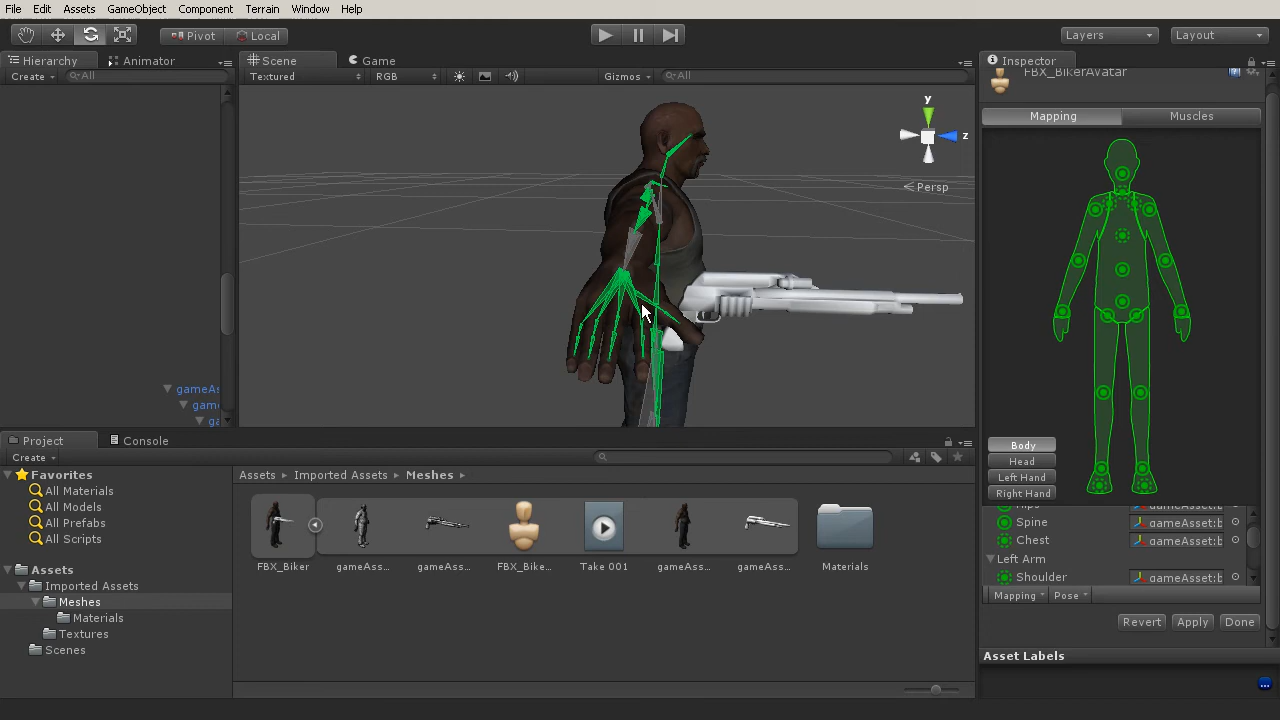 File Edit Assets GameObject Component Terrain Window Help
Pivot Local Layers Layout
Hierarchy Animator Scene Game Inspector
Create All Textured RGB Gizmos All FBX_BikerAvatar
Mapping Muscles
y
z
Persp
gameAs
game
ga
Body
Head
Left Hand
Right Hand
Spine gameAsset:b
Chest gameAsset:b
Left Arm
Shoulder gameAsset:b
Mapping Pose
Revert Apply Done
Asset Labels
...
Project Console
Create
Favorites
All Materials
All Models
All Prefabs
All Scripts
Assets
Imported Assets
Meshes
Materials
Textures
Scenes
Assets Imported Assets Meshes
FBX_Biker gameAss... gameAss... FBX_Bike... Take 001 gameAss... gameAss... Materials